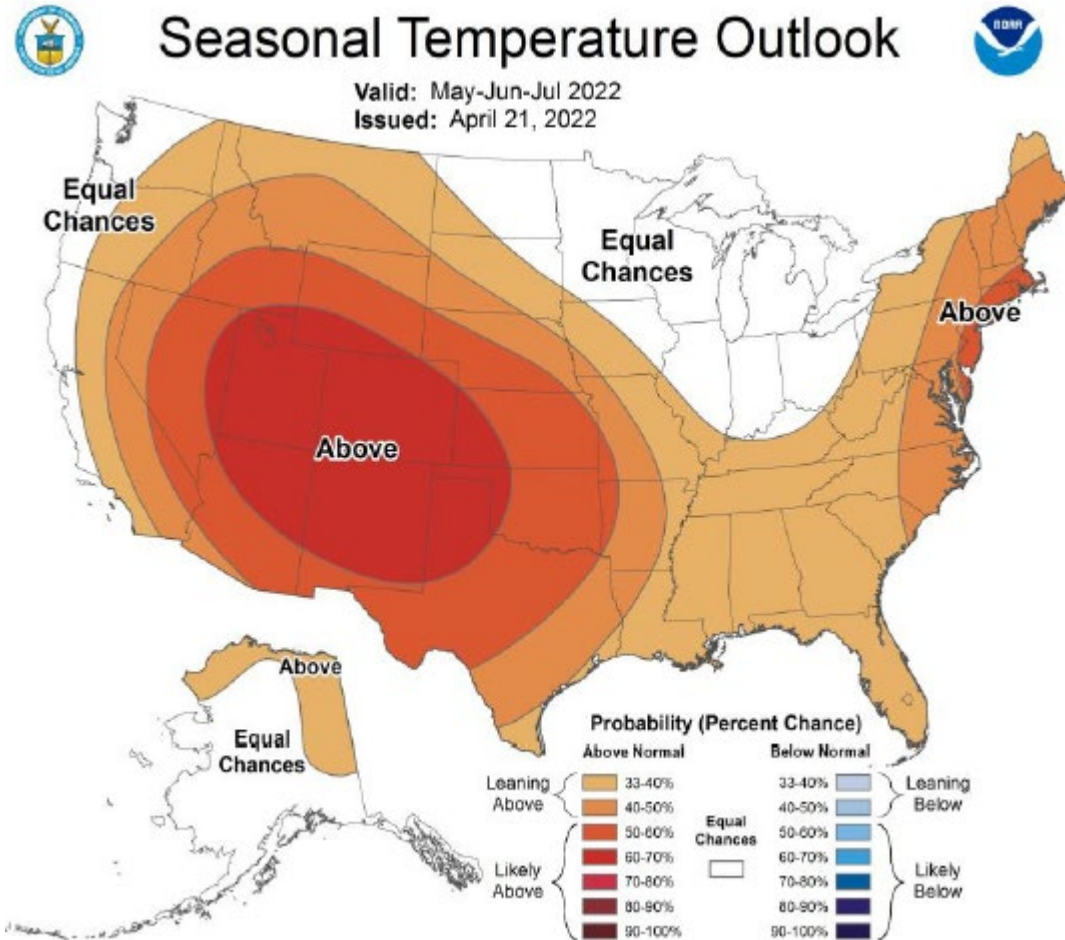 NOAA
Seasonal Temperature Outlook
Valid: May-Jun-Jul 2022
Issued: April 21, 2022
Equal
Chances
Equal
Chances
Above
Above
Above
Equal
Chances
Probability (Percent Chance)
Above Normal
Below Normal
Leaning
Above
33-40%
40-50%
Likely
Above
50-60%
60-70%
70-80%
80-90%
90-100%
Equal
Chances
33-40%
40-50%
Leaning
Below
50-60%
60-70%
70-80%
80-90%
90-100%
Likely
Below